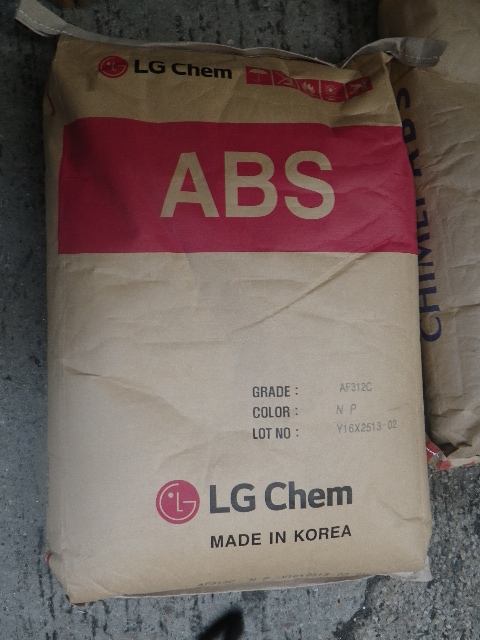 LG Chem
ABS
GRADE : AF312C
COLOR : N P
LOT NO : Y16X2513 02
LG Chem
MADE IN KOREA
CHIMEI ABS